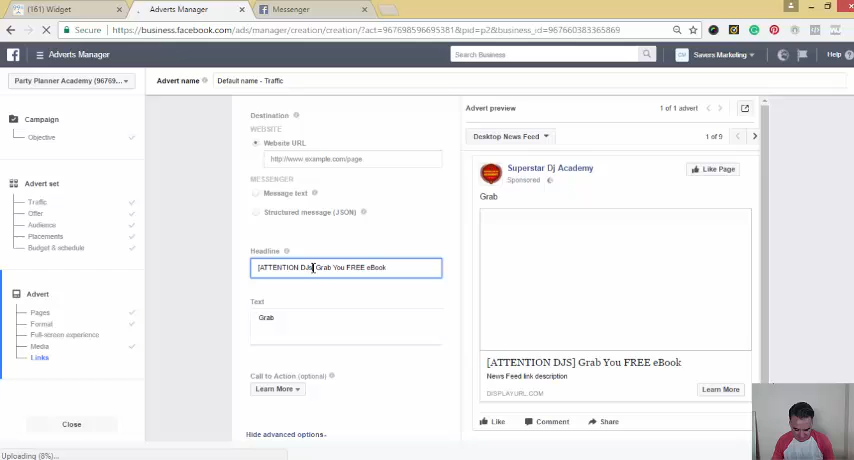 (161) Widget
Adverts Manager
Messenger
Secure
https://business.facebook.com/ads/manager/creation/creation/?act=967698596695381&pid=p2&business_id=967660383365869
Adverts Manager
Search Business
Savers Marketing
Help
Party Planner Academy (96769...
Advert name
Default name - Traffic
Campaign
Objective
Advert set
Traffic
Offer
Audience
Placements
Budget & schedule
Advert
Pages
Format
Full-screen experience
Media
Links
Close
Uploading (8%)...
Destination
WEBSITE
Website URL
http://www.example.com/page
MESSENGER
Message text
Structured message (JSON)
Headline
[ATTENTION DJs] Grab You FREE eBook
Text
Grab
Call to Action (optional)
Learn More
Hide advanced options
Advert preview
1 of 1 advert
Desktop News Feed
1 of 9
Superstar Dj Academy
Sponsored
Like Page
Grab
[ATTENTION DJS] Grab You FREE eBook
News Feed link description
DISPLAYURL.COM
Learn More
Like
Comment
Share